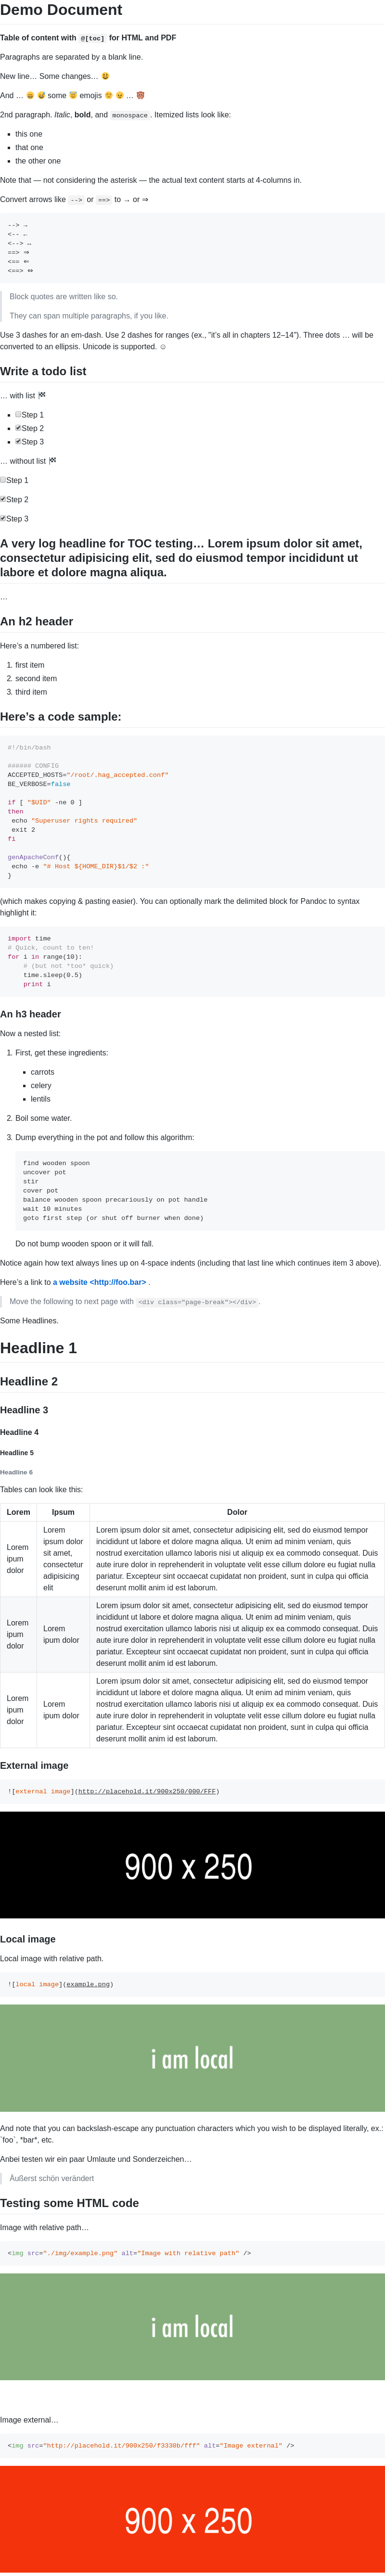 Demo Document
Table of content with @[toc] for HTML and PDF
Paragraphs are separated by a blank line.
New line… Some changes… 😃
And … 😄 😅 some 😇 emojis 🙂 😉 … 👹
2nd paragraph. Italic, bold, and monospace. Itemized lists look like:
▪ this one
▪ that one
▪ the other one
Note that — not considering the asterisk — the actual text content starts at 4-columns in.
Convert arrows like --> or ==> to → or ⇒
--> →
<-- ←
<--> ↔
==> ⇒
<== ⇐
<==> ⇔
Block quotes are written like so.
They can span multiple paragraphs, if you like.
Use 3 dashes for an em-dash. Use 2 dashes for ranges (ex., “it’s all in chapters 12–14”). Three dots … will be
converted to an ellipsis. Unicode is supported. ☺
Write a todo list
… with list 🏁
▪ ☐Step 1
▪ ☑Step 2
▪ ☑Step 3
… without list 🏁
☐Step 1
☑Step 2
☑Step 3
A very log headline for TOC testing… Lorem ipsum dolor sit amet,
consectetur adipisicing elit, sed do eiusmod tempor incididunt ut
labore et dolore magna aliqua.
…
An h2 header
Here’s a numbered list:
1. first item
2. second item
3. third item
Here’s a code sample:
#!/bin/bash
###### CONFIG
ACCEPTED_HOSTS="/root/.hag_accepted.conf"
BE_VERBOSE=false
if [ "$UID" -ne 0 ]
then
echo "Superuser rights required"
exit 2
fi
genApacheConf(){
echo -e "# Host ${HOME_DIR}$1/$2 :"
}
(which makes copying & pasting easier). You can optionally mark the delimited block for Pandoc to syntax
highlight it:
import time
# Quick, count to ten!
for i in range(10):
# (but not *too* quick)
time.sleep(0.5)
print i
An h3 header
Now a nested list:
1. First, get these ingredients:
▪ carrots
▪ celery
▪ lentils
2. Boil some water.
3. Dump everything in the pot and follow this algorithm:
find wooden spoon
uncover pot
stir
cover pot
balance wooden spoon precariously on pot handle
wait 10 minutes
goto first step (or shut off burner when done)
Do not bump wooden spoon or it will fall.
Notice again how text always lines up on 4-space indents (including that last line which continues item 3 above).
Here’s a link to a website <http://foo.bar> .
Move the following to next page with <div class="page-break"></div>.
Some Headlines.
Headline 1
Headline 2
Headline 3
Headline 4
Headline 5
Headline 6
Tables can look like this:
Lorem Ipsum Dolor
Lorem ipum dolor
Lorem ipsum dolor sit amet, consectetur adipisicing elit
Lorem ipsum dolor sit amet, consectetur adipisicing elit, sed do eiusmod tempor
incididunt ut labore et dolore magna aliqua. Ut enim ad minim veniam, quis
nostrud exercitation ullamco laboris nisi ut aliquip ex ea commodo consequat. Duis
aute irure dolor in reprehenderit in voluptate velit esse cillum dolore eu fugiat nulla
pariatur. Excepteur sint occaecat cupidatat non proident, sunt in culpa qui officia
deserunt mollit anim id est laborum.
Lorem ipum dolor
Lorem ipum dolor
Lorem ipsum dolor sit amet, consectetur adipisicing elit, sed do eiusmod tempor
incididunt ut labore et dolore magna aliqua. Ut enim ad minim veniam, quis
nostrud exercitation ullamco laboris nisi ut aliquip ex ea commodo consequat. Duis
aute irure dolor in reprehenderit in voluptate velit esse cillum dolore eu fugiat nulla
pariatur. Excepteur sint occaecat cupidatat non proident, sunt in culpa qui officia
deserunt mollit anim id est laborum.
Lorem ipum dolor
Lorem ipum dolor
Lorem ipsum dolor sit amet, consectetur adipisicing elit, sed do eiusmod tempor
incididunt ut labore et dolore magna aliqua. Ut enim ad minim veniam, quis
nostrud exercitation ullamco laboris nisi ut aliquip ex ea commodo consequat. Duis
aute irure dolor in reprehenderit in voluptate velit esse cillum dolore eu fugiat nulla
pariatur. Excepteur sint occaecat cupidatat non proident, sunt in culpa qui officia
deserunt mollit anim id est laborum.
External image
![external image](http://placehold.it/900x250/000/FFF)
900 x 250
Local image
Local image with relative path.
![local image](example.png)
i am local
And note that you can backslash-escape any punctuation characters which you wish to be displayed literally, ex.:
`foo`, *bar*, etc.
Anbei testen wir ein paar Umlaute und Sonderzeichen…
Äußerst schön verändert
Testing some HTML code
Image with relative path…
<img src="./img/example.png" alt="Image with relative path" />
i am local
Image external…
<img src="http://placehold.it/900x250/f3330b/fff" alt="Image external" />
900 x 250